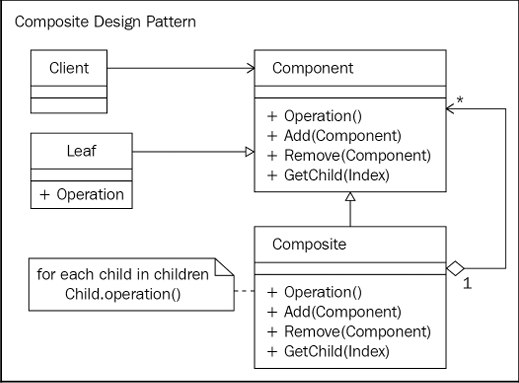 Composite Design Pattern
Client
Component
+ Operation()
+ Add(Component)
+ Remove(Component)
+ GetChild(Index)
*
Leaf
+ Operation
Composite
+ Operation()
+ Add(Component)
+ Remove(Component)
+ GetChild(Index)
1
for each child in children
Child.operation()